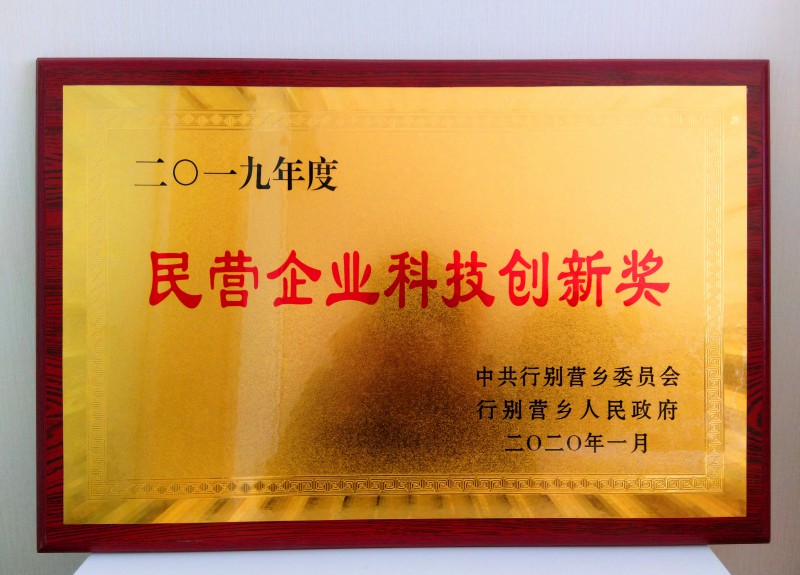 二〇一九年度
民营企业科技创新奖
中共行别营乡委员会
行别营乡人民政府
二〇二〇年一月